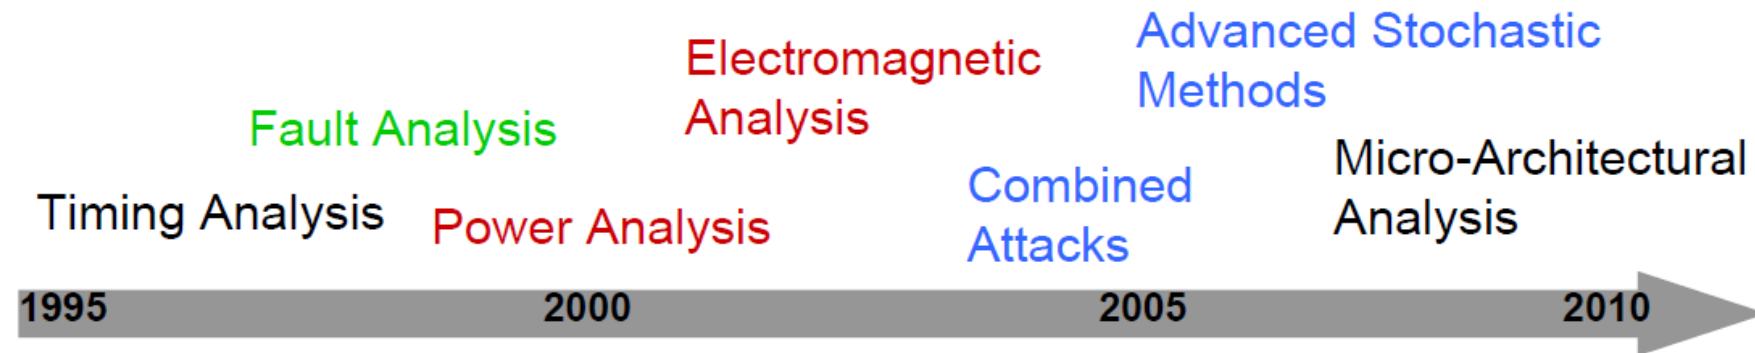 Advanced Stochastic
Methods
Electromagnetic
Analysis
Fault Analysis
Micro-Architectural
Analysis
Combined
Attacks
Timing Analysis
Power Analysis
1995
2000
2005
2010